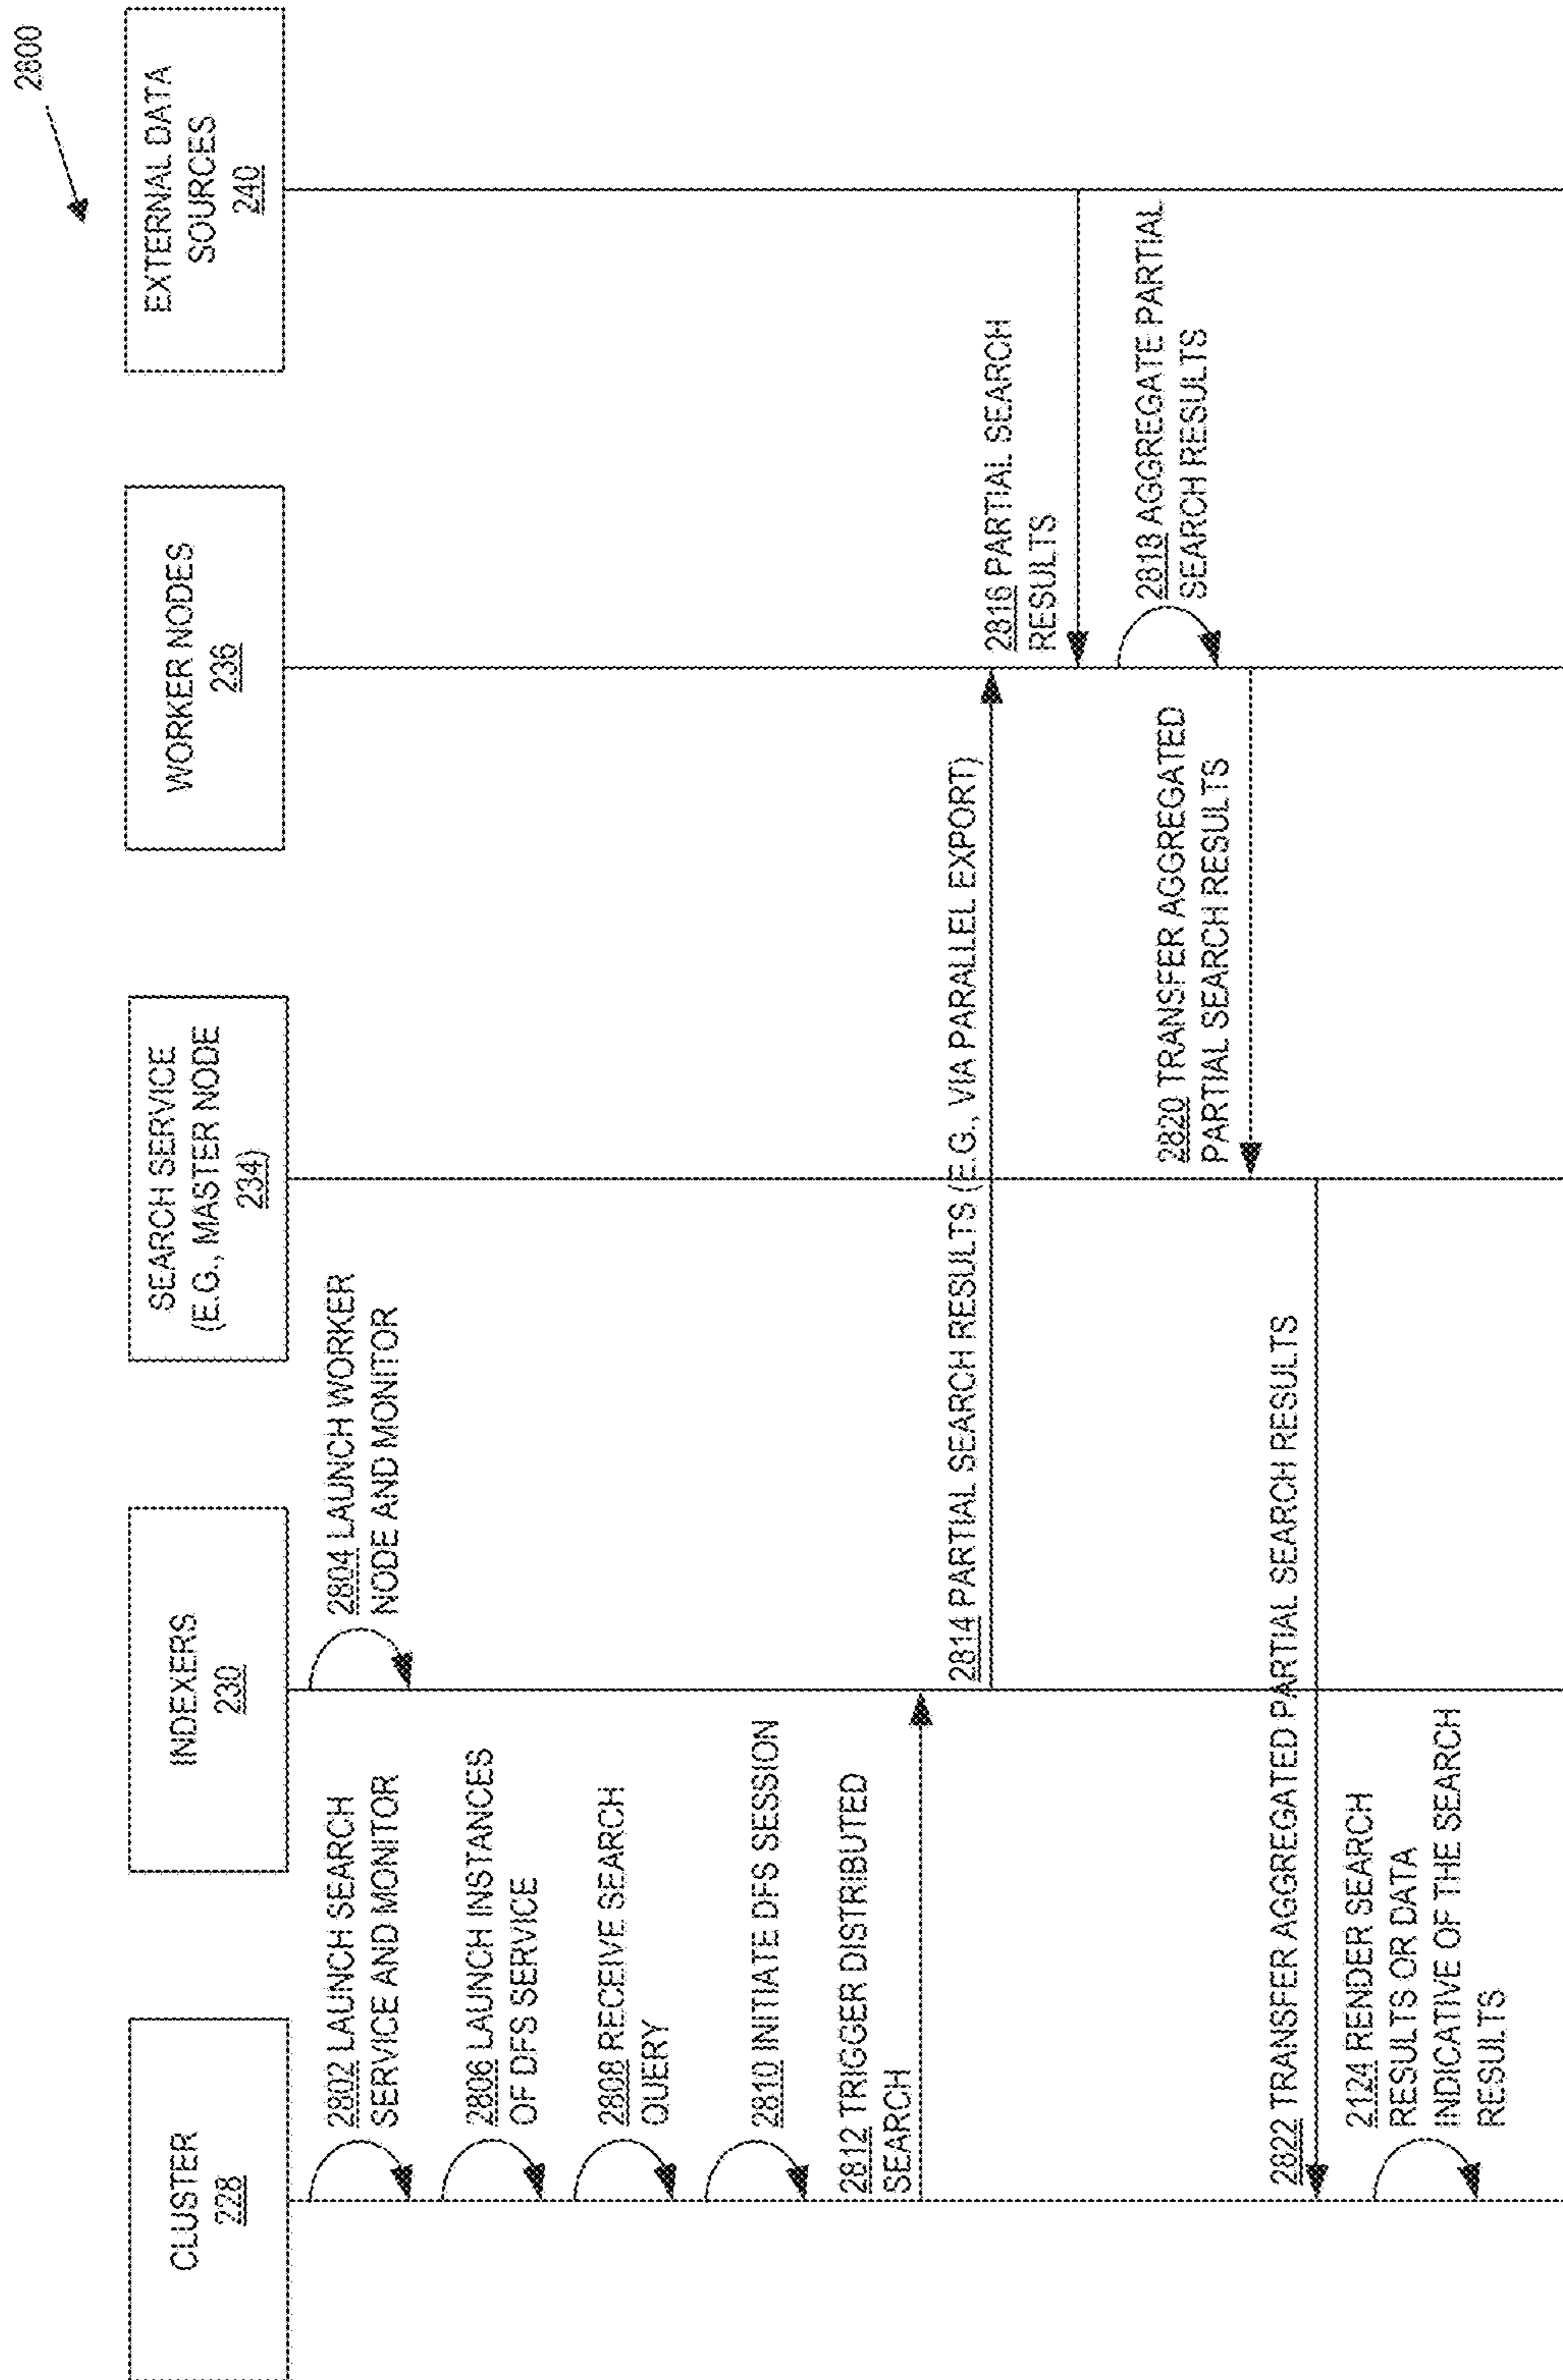 2800
CLUSTER
228
INDEXERS
230
SEARCH SERVICE
(E.G., MASTER NODE
234)
WORKER NODES
236
EXTERNAL DATA
SOURCES
240
2802 LAUNCH SEARCH
SERVICE AND MONITOR
2804 LAUNCH WORKER
NODE AND MONITOR
2806 LAUNCH INSTANCES
OF DFS SERVICE
2808 RECEIVE SEARCH
QUERY
2810 INITIATE DFS SESSION
2812 TRIGGER DISTRIBUTED
SEARCH
2814 PARTIAL SEARCH RESULTS (E.G., VIA PARALLEL EXPORT)
2816 PARTIAL SEARCH
RESULTS
2818 AGGREGATE PARTIAL
SEARCH RESULTS
2820 TRANSFER AGGREGATED
PARTIAL SEARCH RESULTS
2822 TRANSFER AGGREGATED PARTIAL SEARCH RESULTS
2124 RENDER SEARCH
RESULTS OR DATA
INDICATIVE OF THE SEARCH
RESULTS